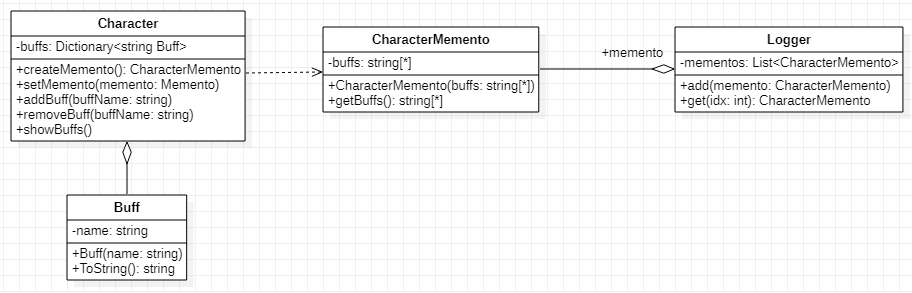 Character
-buffs: Dictionary<string Buff>
+createMemento(): CharacterMemento
+setMemento(memento: Memento)
+addBuff(buffName: string)
+removeBuff(buffName: string)
+showBuffs()
CharacterMemento
-buffs: string[*]
+CharacterMemento(buffs: string[*])
+getBuffs(): string[*]
+memento
Logger
-mementos: List<CharacterMemento>
+add(memento: CharacterMemento)
+get(idx: int): CharacterMemento
Buff
-name: string
+Buff(name: string)
+ToString(): string